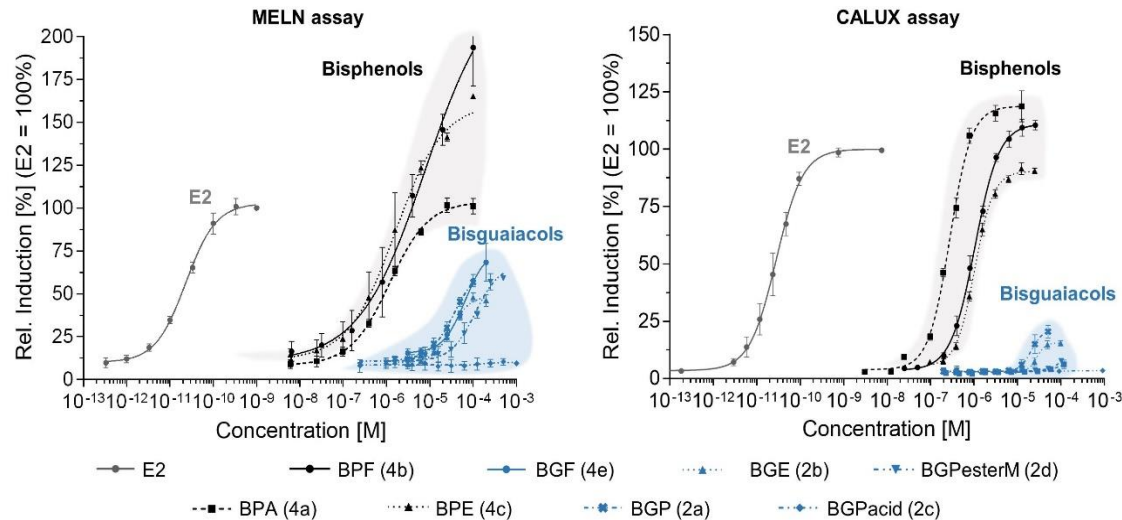 MELN assay
CALUX assay
Rel. Induction [%] (E2 = 100%)
200
175
150
125
100
75
50
25
0
E2
Bisphenols
Bisguaiacols
10-13 10-12 10-11 10-10 10-9 10-8 10-7 10-6 10-5 10-4 10-3
Concentration [M]
Rel. Induction [%] (E2 = 100%)
150
125
100
75
50
25
0
E2
Bisphenols
Bisguaiacols
10-13 10-12 10-11 10-10 10-9 10-8 10-7 10-6 10-5 10-4 10-3
Concentration [M]
E2 BPF (4b) BGF (4e) BGE (2b) BGPesterM (2d)
BPA (4a) BPE (4c) BGP (2a) BGPacid (2c)